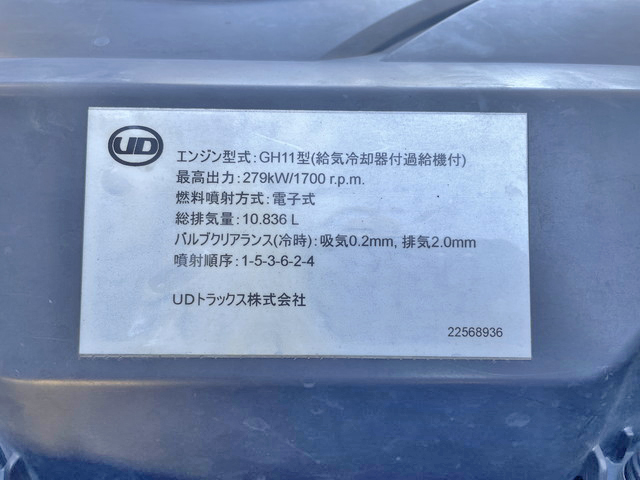 UD
エンジン型式:GH11型(給気冷却器付過給機付)
最高出力:279kW/1700 r.p.m.
燃料噴射方式:電子式
総排気量:10.836 L
バルブクリアランス(冷時):吸気0.2mm, 排気2.0mm
噴射順序:1-5-3-6-2-4
UDトラックス株式会社
22568936